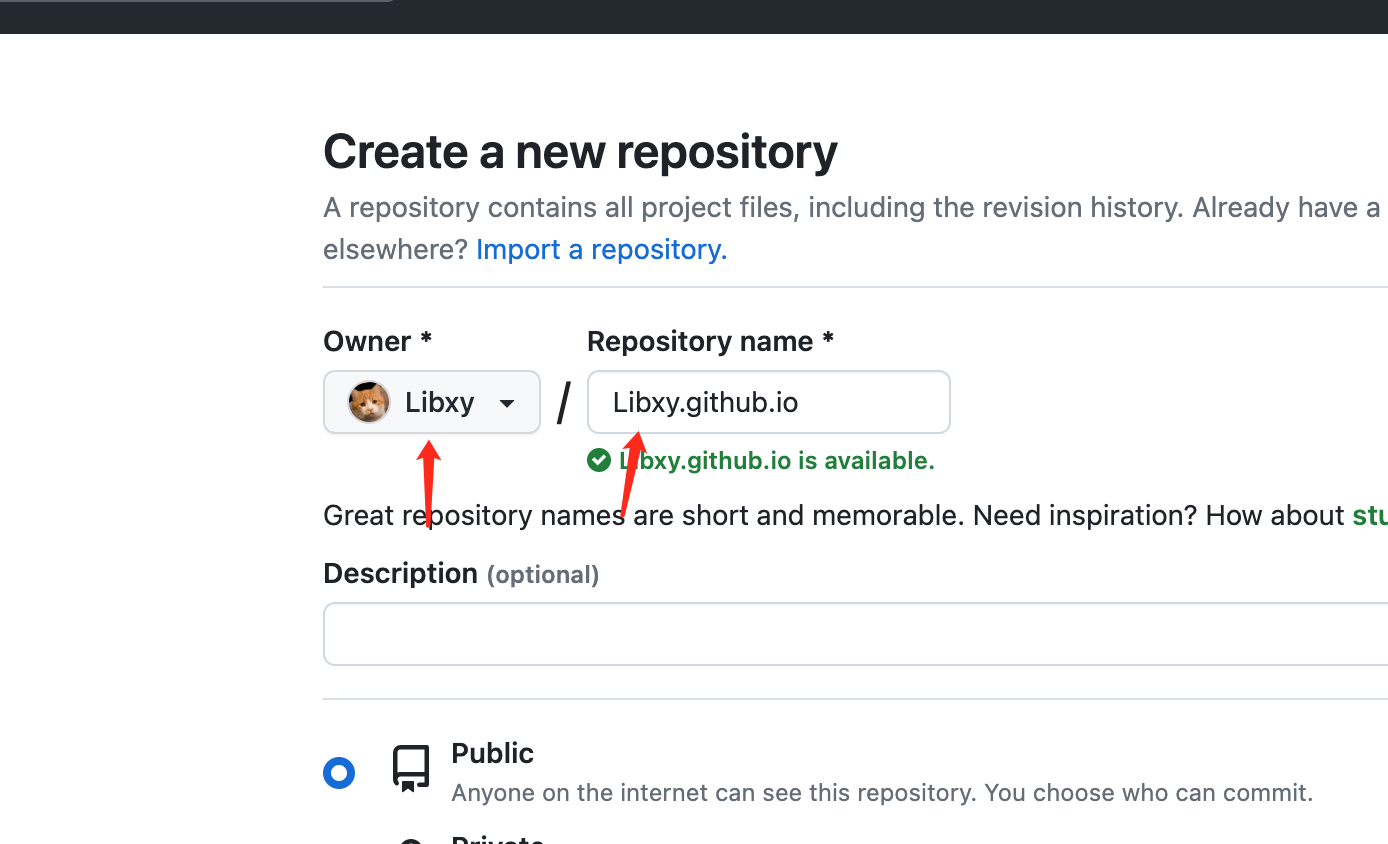 Create a new repository
A repository contains all project files, including the revision history. Already have a
elsewhere? Import a repository.
Owner *
Repository name *
Libxy
/
Libxy.github.io
Libxy.github.io is available.
Great repository names are short and memorable. Need inspiration? How about
Description (optional)
Public
Anyone on the internet can see this repository. You choose who can commit.
Private